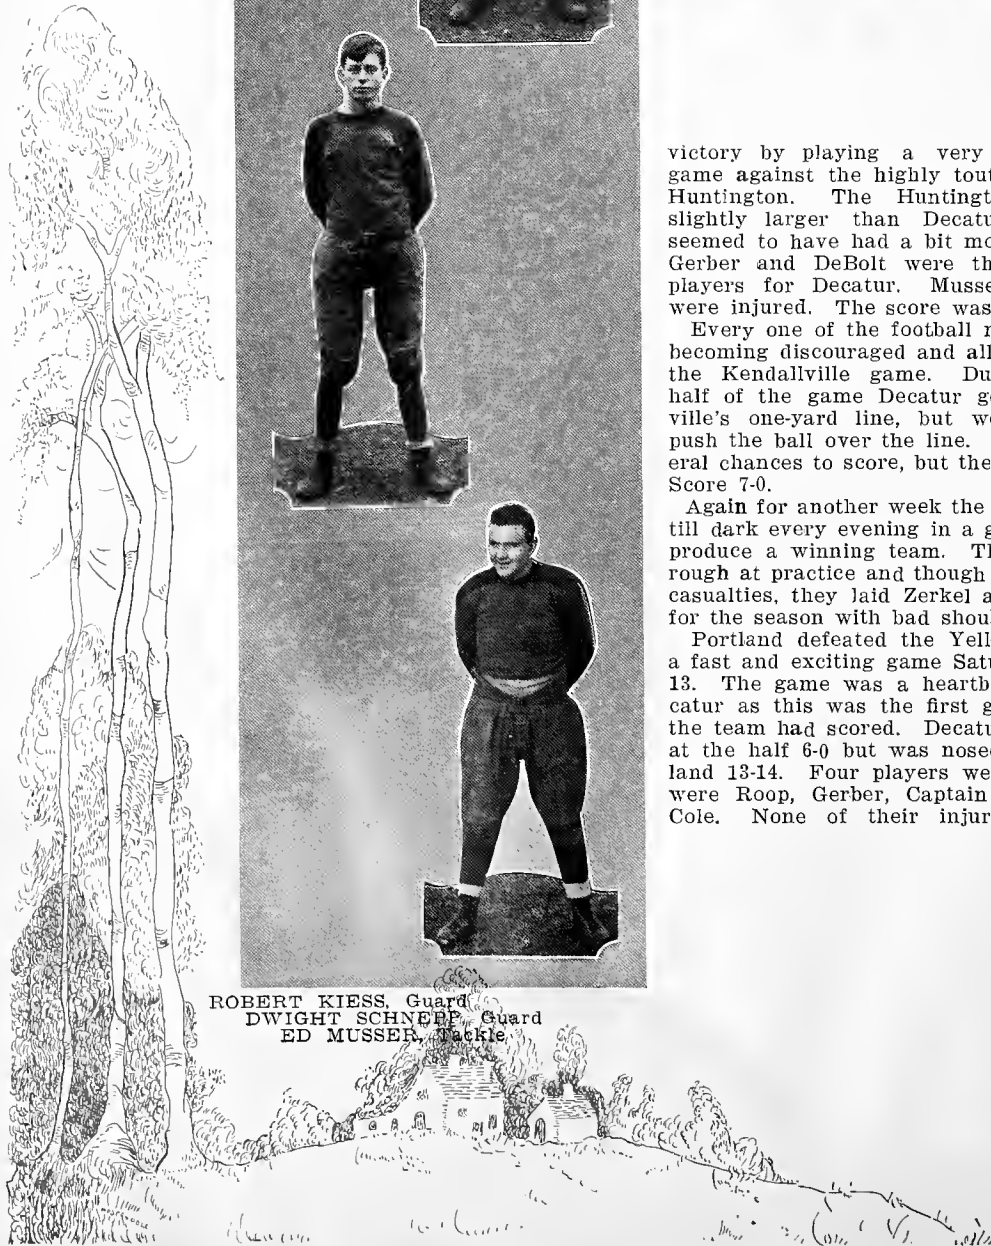 victory by playing a very
game against the highly tout
Huntington. The Huntingt
slightly larger than Decatu
seemed to have had a bit mo
Gerber and DeBolt were th
players for Decatur. Musse
were injured. The score was
Every one of the football r
becoming discouraged and all
the Kendallville game. Du
half of the game Decatur g
ville's one-yard line, but w
push the ball over the line.
eral chances to score, but the
Score 7-0.
Again for another week the
till dark every evening in a g
produce a winning team. Th
rough at practice and though
casualties, they laid Zerkel a
for the season with bad shoul
Portland defeated the Yell
a fast and exciting game Satu
13. The game was a heartb
catur as this was the first g
the team had scored. Decatu
at the half 6-0 but was nose
land 13-14. Four players we
were Roop, Gerber, Captain
Cole. None of their injur
ROBERT KIESS, Guard
DWIGHT SCHNEPP, Guard
ED MUSSER, Tackle